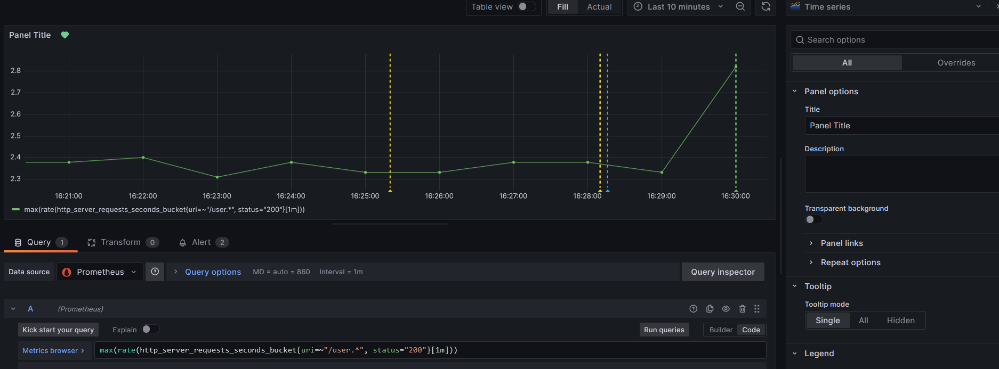 Table view Fill Actual Last 10 minutes Time series
Panel Title
Search options
All Overrides
2.8
2.7
2.6
2.5
2.4
2.3
16:21:00 16:22:00 16:23:00 16:24:00 16:25:00 16:26:00 16:27:00 16:28:00 16:29:00 16:30:00
max(rate(http_server_requests_seconds_bucket{uri=~"/user.*", status="200"}[1m]))
Query 1 Transform 0 Alert 2
Data source Prometheus Query options MD = auto = 860 Interval = 1m Query inspector
A (Prometheus)
Kick start your query Explain Run queries Builder Code
Metrics browser > max(rate(http_server_requests_seconds_bucket{uri=~"/user.*", status="200"}[1m]))
Panel options
Title
Panel Title
Description
Transparent background
Panel links
Repeat options
Tooltip
Tooltip mode
Single All Hidden
Legend